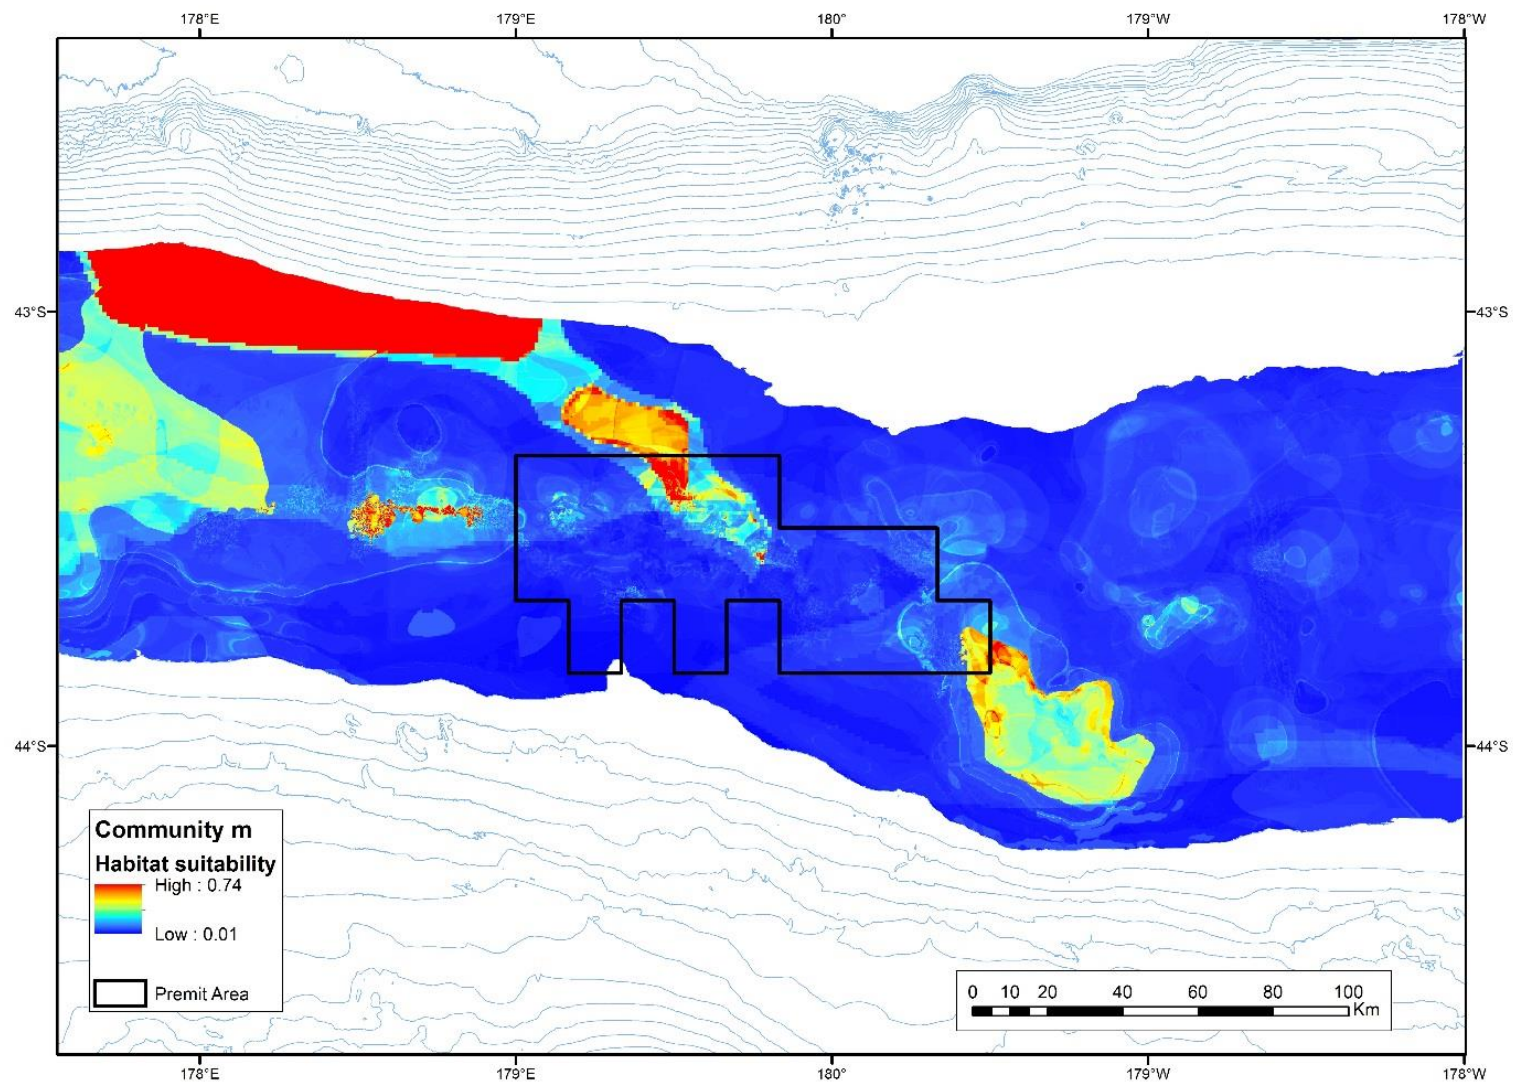 178°E 179°E 180° 179°W 178°W
43°S 43°S
44°S 44°S
Community m
Habitat suitability
High : 0.74
Low : 0.01
Premit Area
0 10 20 40 60 80 100
Km
178°E 179°E 180° 179°W 178°W